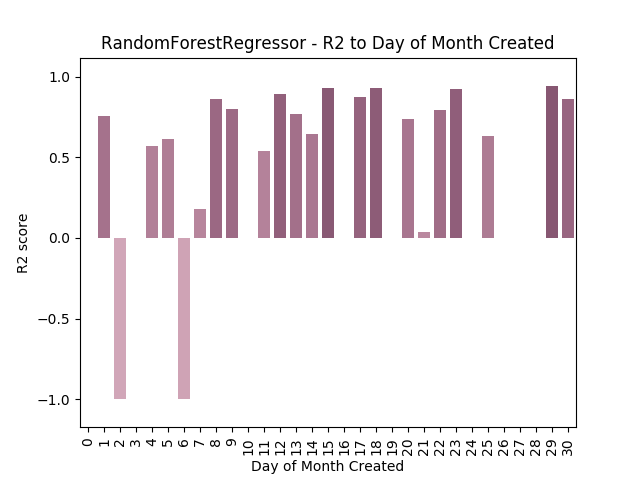 RandomForestRegressor - R2 to Day of Month Created
1.0
0.5
0.0
−0.5
−1.0
R2 score
0 1 2 3 4 5 6 7 8 9 10 11 12 13 14 15 16 17 18 19 20 21 22 23 24 25 26 27 28 29 30
Day of Month Created